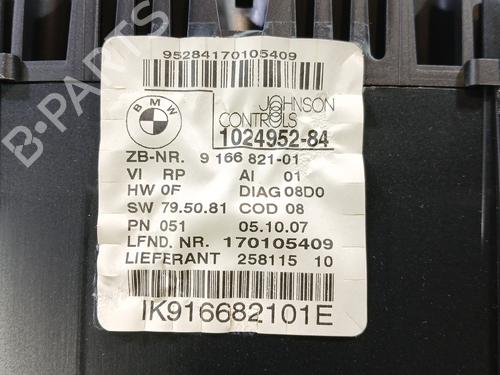 95284170105409
BMW
JOHNSON
CONTROLS
1024952-84
ZB-NR. 9 166 821-01
VI RP AI 01
HW 0F DIAG 08D0
SW 79.50.81 COD 08
PN 051 05.10.07
LFND. NR. 170105409
LIEFERANT 258115 10
IK916682101E
B-PARTS